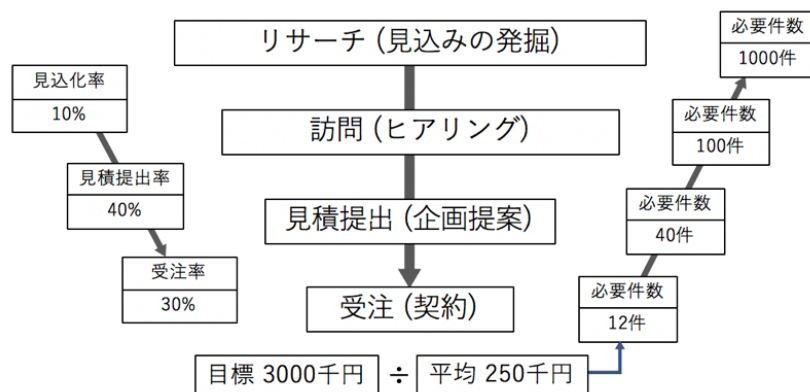 リサーチ (見込みの発掘)
訪問 (ヒアリング)
見積提出 (企画提案)
受注 (契約)
見込化率
10%
見積提出率
40%
受注率
30%
必要件数
1000件
必要件数
100件
必要件数
40件
必要件数
12件
目標 3000千円 ÷ 平均 250千円